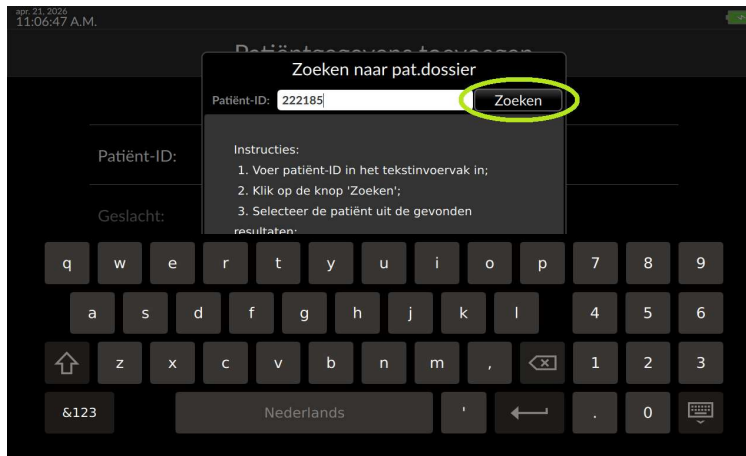 apr. 21, 2026
11:06:47 A.M.
Patiëntgegevens toevoegen
Zoeken naar pat.dossier
Patiënt-ID: 222185 Zoeken
Instructies:
1. Voer patiënt-ID in het tekstinvoervak in;
2. Klik op de knop 'Zoeken';
3. Selecteer de patiënt uit de gevonden
resultaten;
Patiënt-ID:
Geslacht:
q w e r t y u i o p 7 8 9
a s d f g h j k l 4 5 6
z x c v b n m , 1 2 3
&123 Nederlands ' . 0